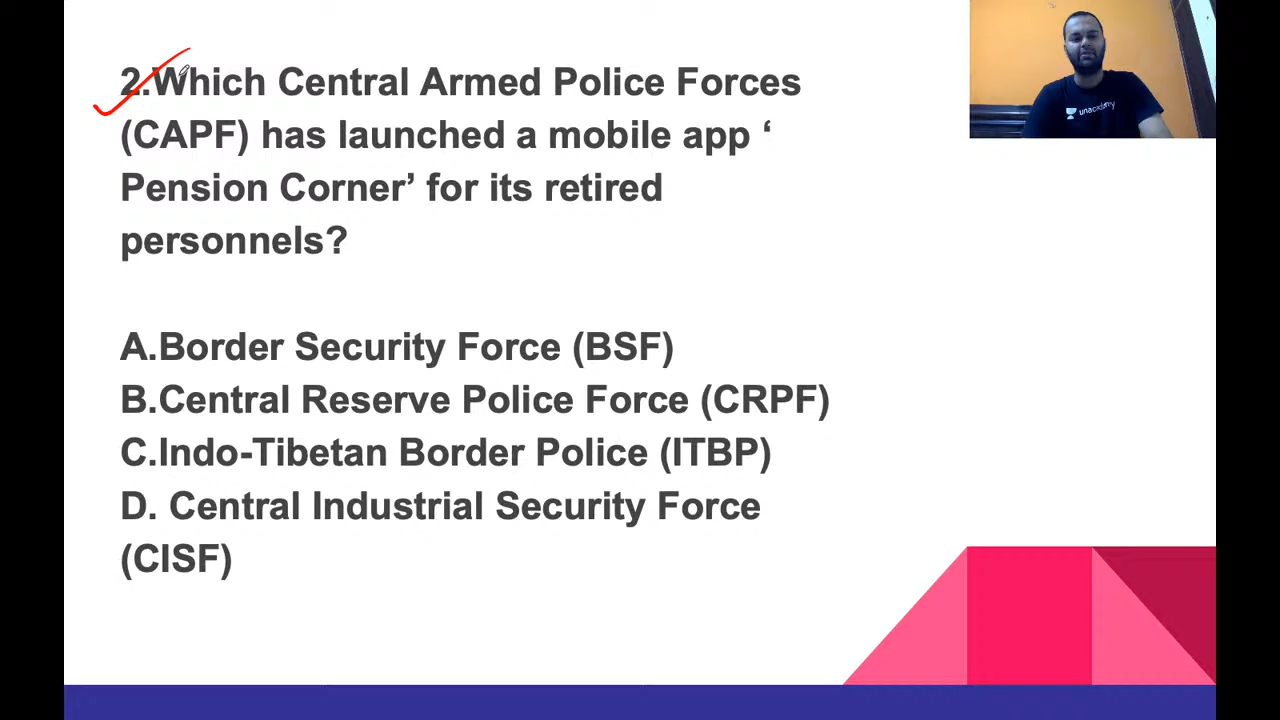 2.Which Central Armed Police Forces
(CAPF) has launched a mobile app ‘
Pension Corner’ for its retired
personnels?
A.Border Security Force (BSF)
B.Central Reserve Police Force (CRPF)
C.Indo-Tibetan Border Police (ITBP)
D. Central Industrial Security Force
(CISF)
unacademy